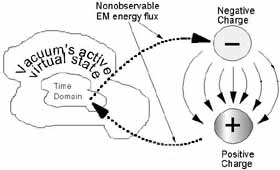 Nonobservable
EM energy flux
Negative
Charge
Vacuum's active
virtual state
Time
Domain
−
+
Positive
Charge